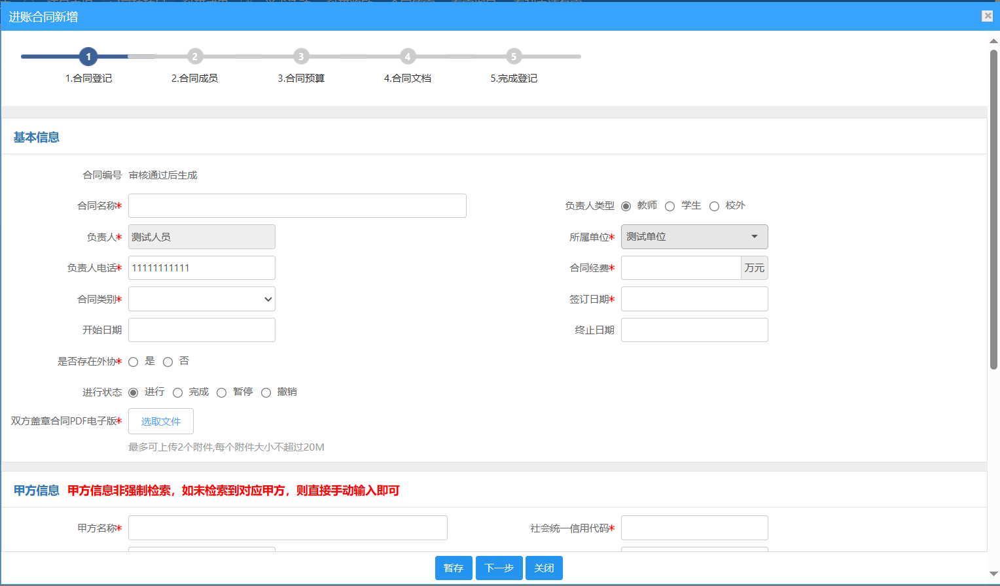 进账合同新增
1 2 3 4 5
1.合同登记 2.合同成员 3.合同预算 4.合同文档 5.完成登记
基本信息
合同编号 审核通过后生成
合同名称* 负责人类型 教师 学生 校外
负责人* 测试人员 所属单位* 测试单位
负责人电话* 11111111111 合同经费* 万元
合同类别* 签订日期*
开始日期 终止日期
是否存在外协* 是 否
进行状态 进行 完成 暂停 撤销
双方盖章合同PDF电子版* 选取文件
最多可上传2个附件,每个附件大小不超过20M
甲方信息 甲方信息非强制检索，如未检索到对应甲方，则直接手动输入即可
甲方名称* 社会统一信用代码*
暂存 下一步 关闭